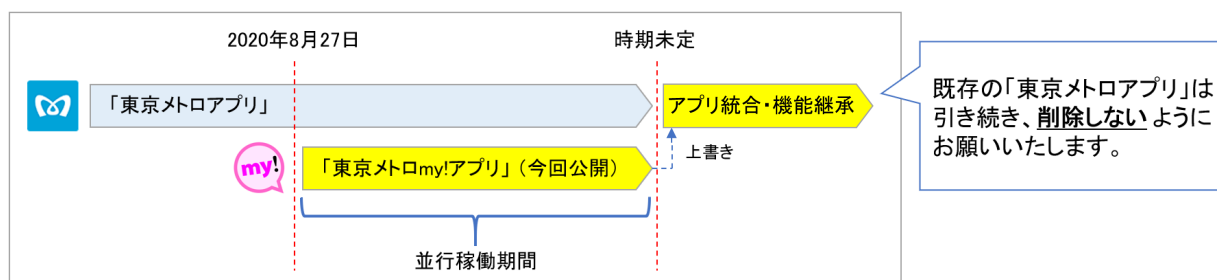 2020年8月27日
時期未定
「東京メトロアプリ」
アプリ統合・機能継承
上書き
my!
「東京メトロmy!アプリ」（今回公開）
並行稼働期間
既存の「東京メトロアプリ」は
引き続き、削除しない ように
お願いいたします。